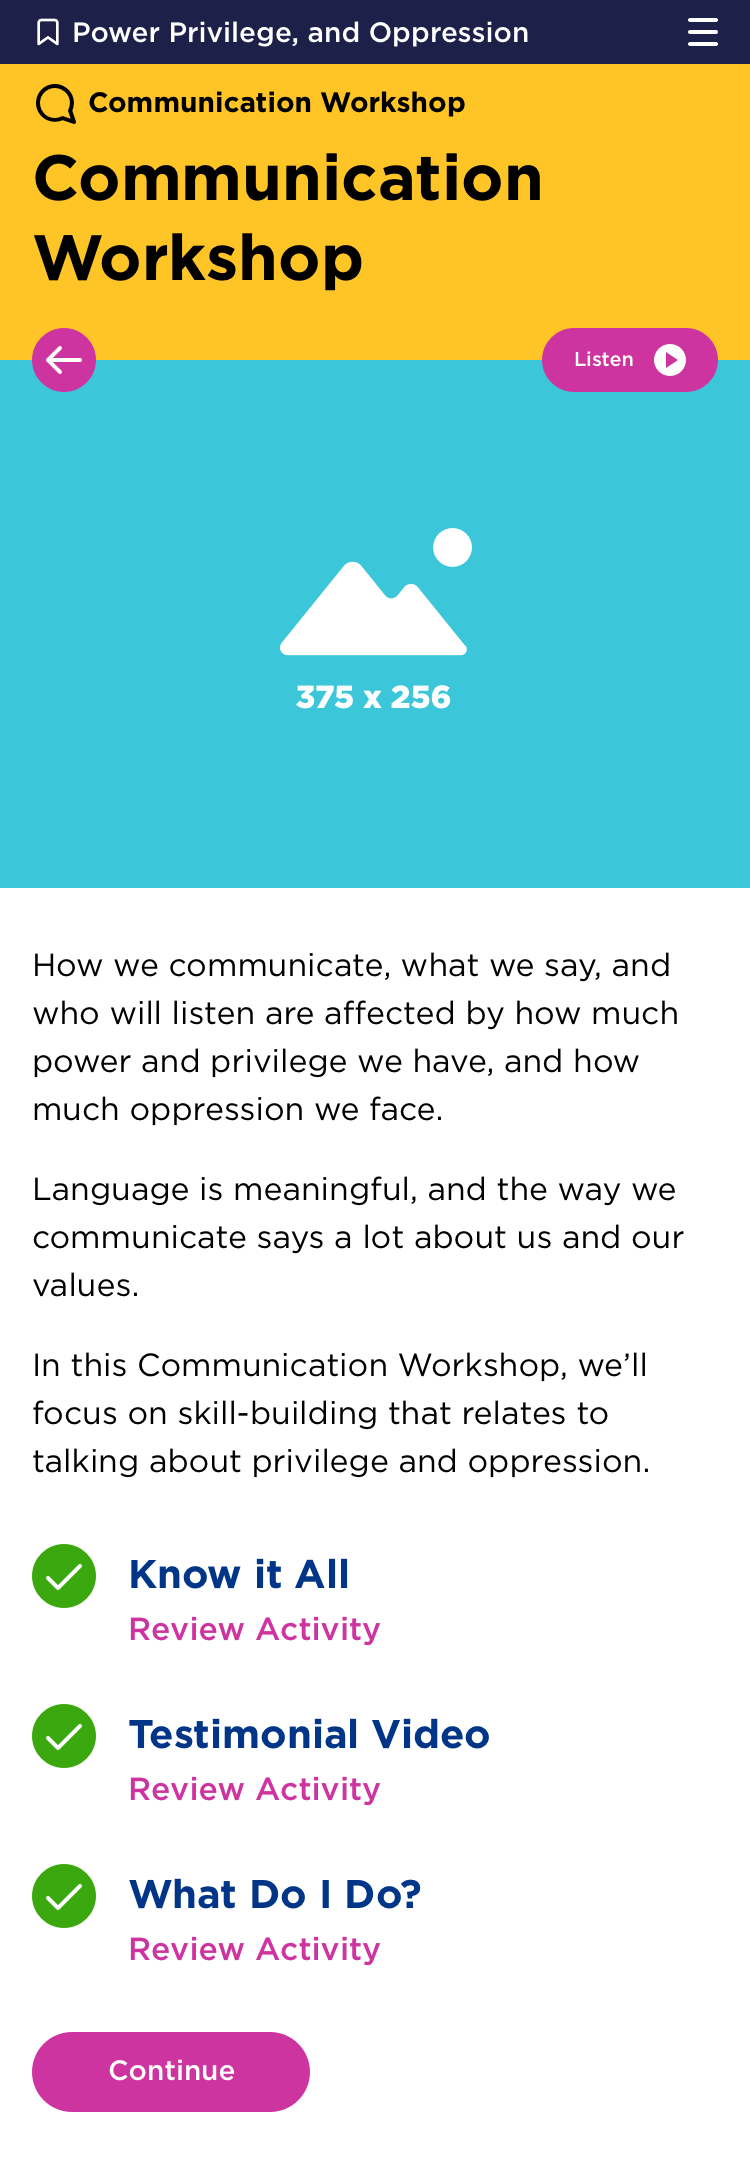 Power Privilege, and Oppression
Communication Workshop
Communication
Workshop
Listen
375 x 256
How we communicate, what we say, and
who will listen are affected by how much
power and privilege we have, and how
much oppression we face.
Language is meaningful, and the way we
communicate says a lot about us and our
values.
In this Communication Workshop, we’ll
focus on skill-building that relates to
talking about privilege and oppression.
Know it All
Review Activity
Testimonial Video
Review Activity
What Do I Do?
Review Activity
Continue